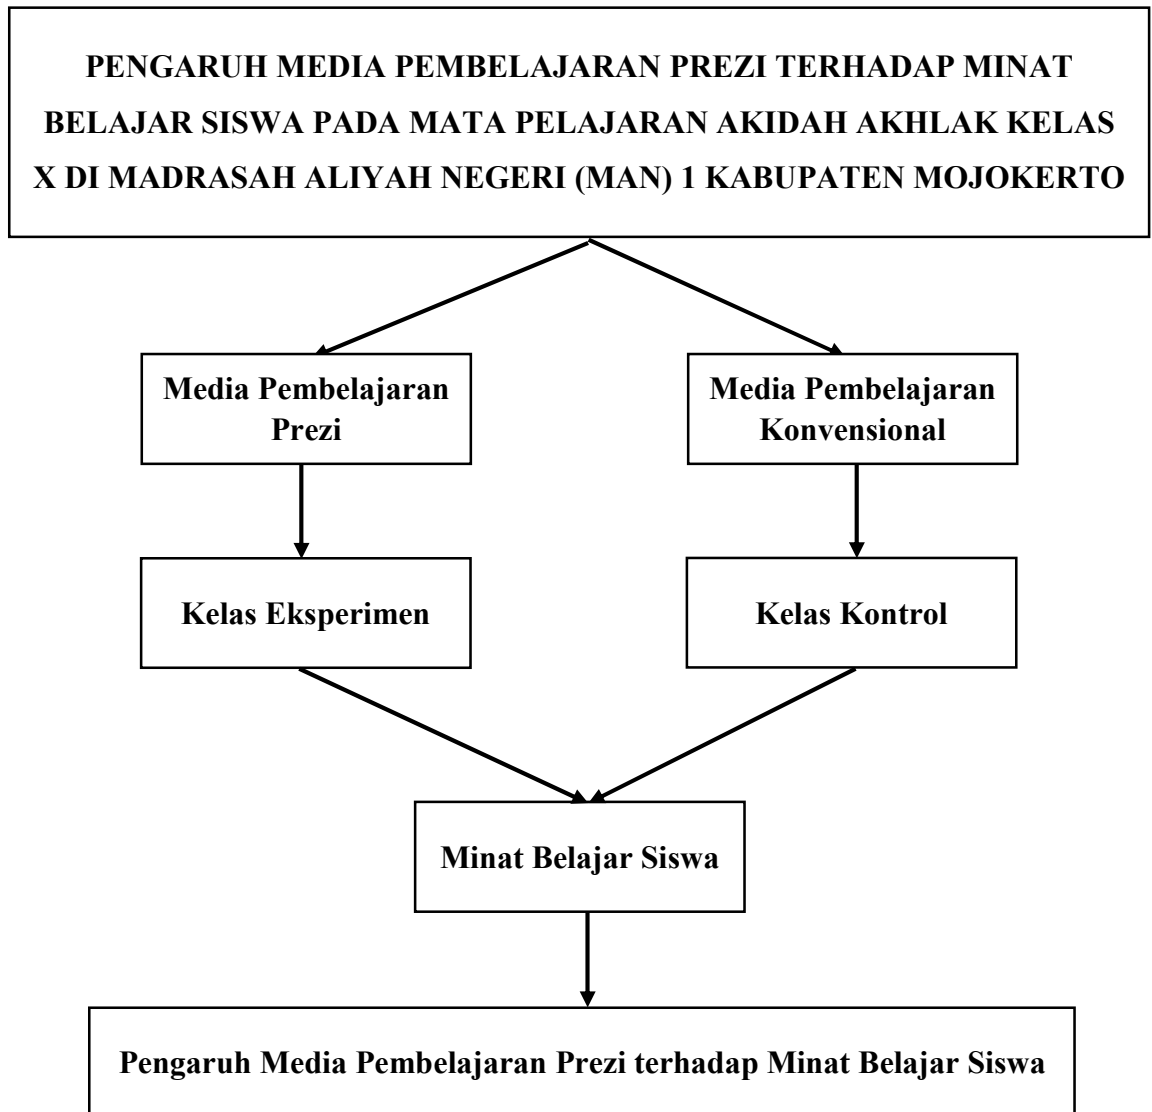 PENGARUH MEDIA PEMBELAJARAN PREZI TERHADAP MINAT
BELAJAR SISWA PADA MATA PELAJARAN AKIDAH AKHLAK KELAS
X DI MADRASAH ALIYAH NEGERI (MAN) 1 KABUPATEN MOJOKERTO
Media Pembelajaran
Prezi
Media Pembelajaran
Konvensional
Kelas Eksperimen
Kelas Kontrol
Minat Belajar Siswa
Pengaruh Media Pembelajaran Prezi terhadap Minat Belajar Siswa